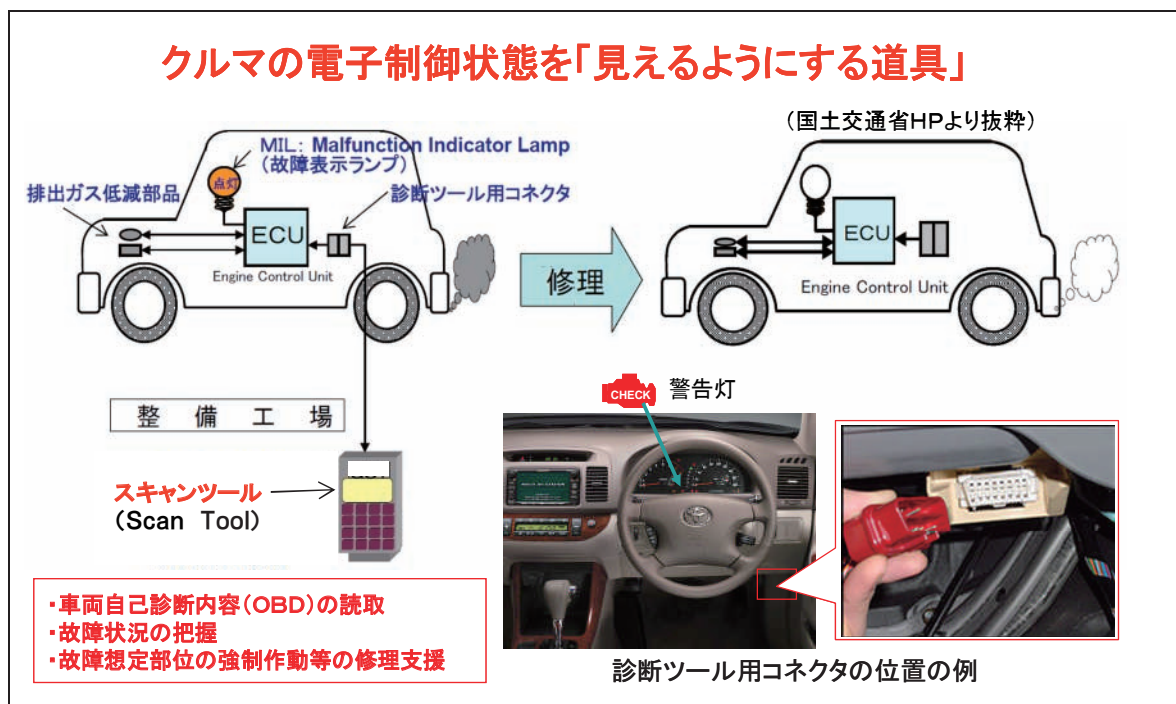 クルマの電子制御状態を「見えるようにする道具」
(国土交通省HPより抜粋)
MIL: Malfunction Indicator Lamp
(故障表示ランプ)
点灯
排出ガス低減部品
診断ツール用コネクタ
ECU
Engine Control Unit
修理
ECU
Engine Control Unit
整備工場
スキャンツール
(Scan Tool)
CHECK
警告灯
・車両自己診断内容(OBD)の読取
・故障状況の把握
・故障想定部位の強制作動等の修理支援
診断ツール用コネクタの位置の例